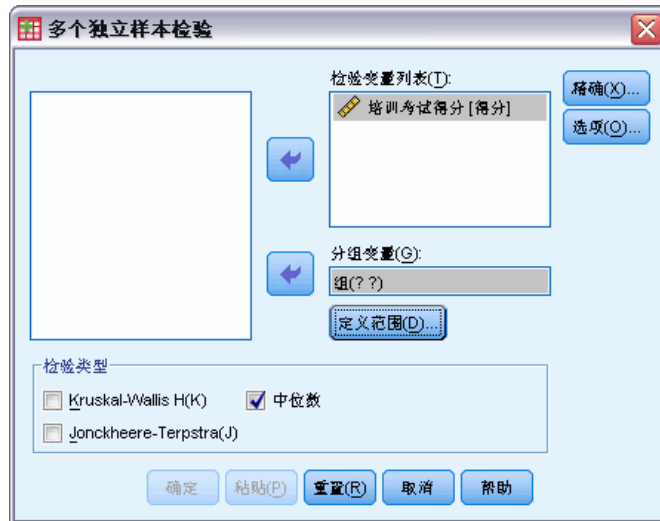 多个独立样本检验
检验变量列表(T):
培训考试得分 [得分]
精确(X)...
选项(O)...
分组变量(G):
组(? ?)
定义范围(D)...
检验类型
Kruskal-Wallis H(K)
中位数
Jonckheere-Terpstra(J)
确定
粘贴(P)
重置(R)
取消
帮助